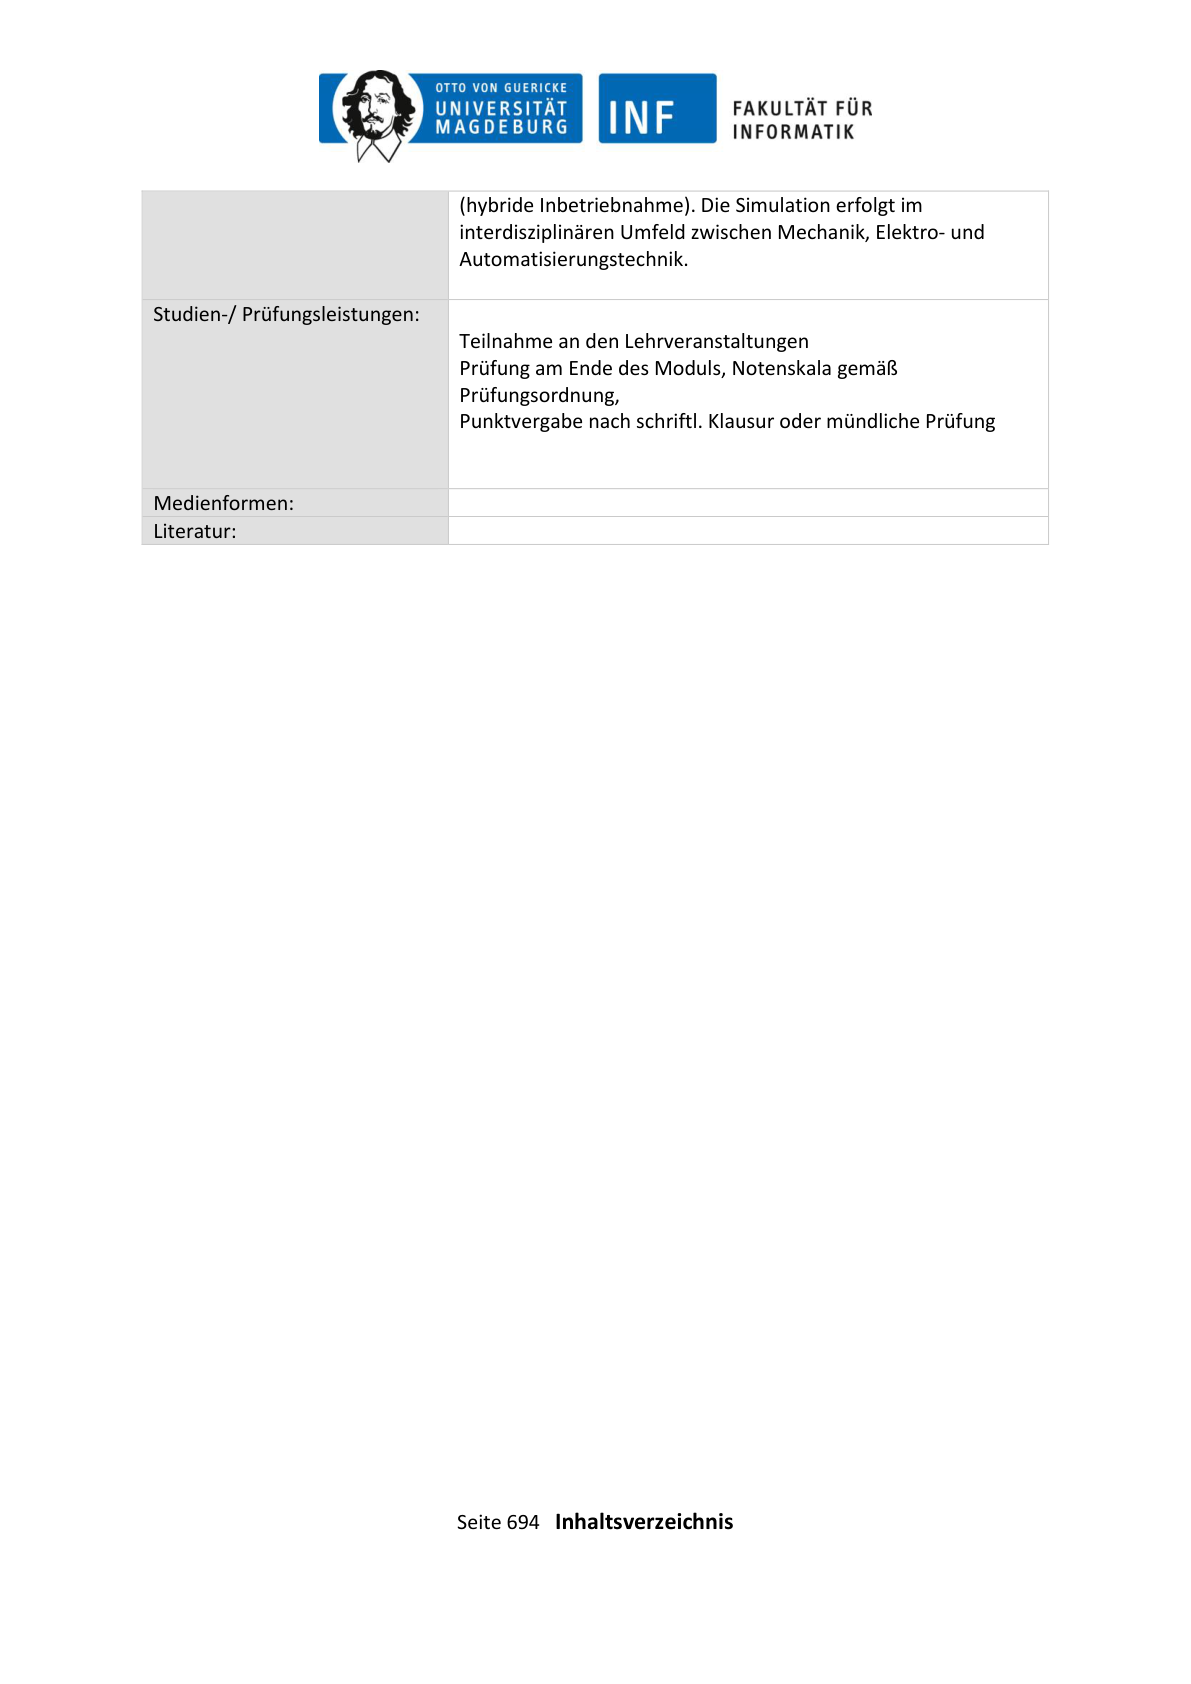 OTTO VON GUERICKE
UNIVERSITÄT
MAGDEBURG
INF
FAKULTÄT FÜR
INFORMATIK
(hybride Inbetriebnahme). Die Simulation erfolgt im
interdisziplinären Umfeld zwischen Mechanik, Elektro- und
Automatisierungstechnik.
Studien-/ Prüfungsleistungen:
Teilnahme an den Lehrveranstaltungen
Prüfung am Ende des Moduls, Notenskala gemäß
Prüfungsordnung,
Punktvergabe nach schriftl. Klausur oder mündliche Prüfung
Medienformen:
Literatur:
Seite 694 Inhaltsverzeichnis